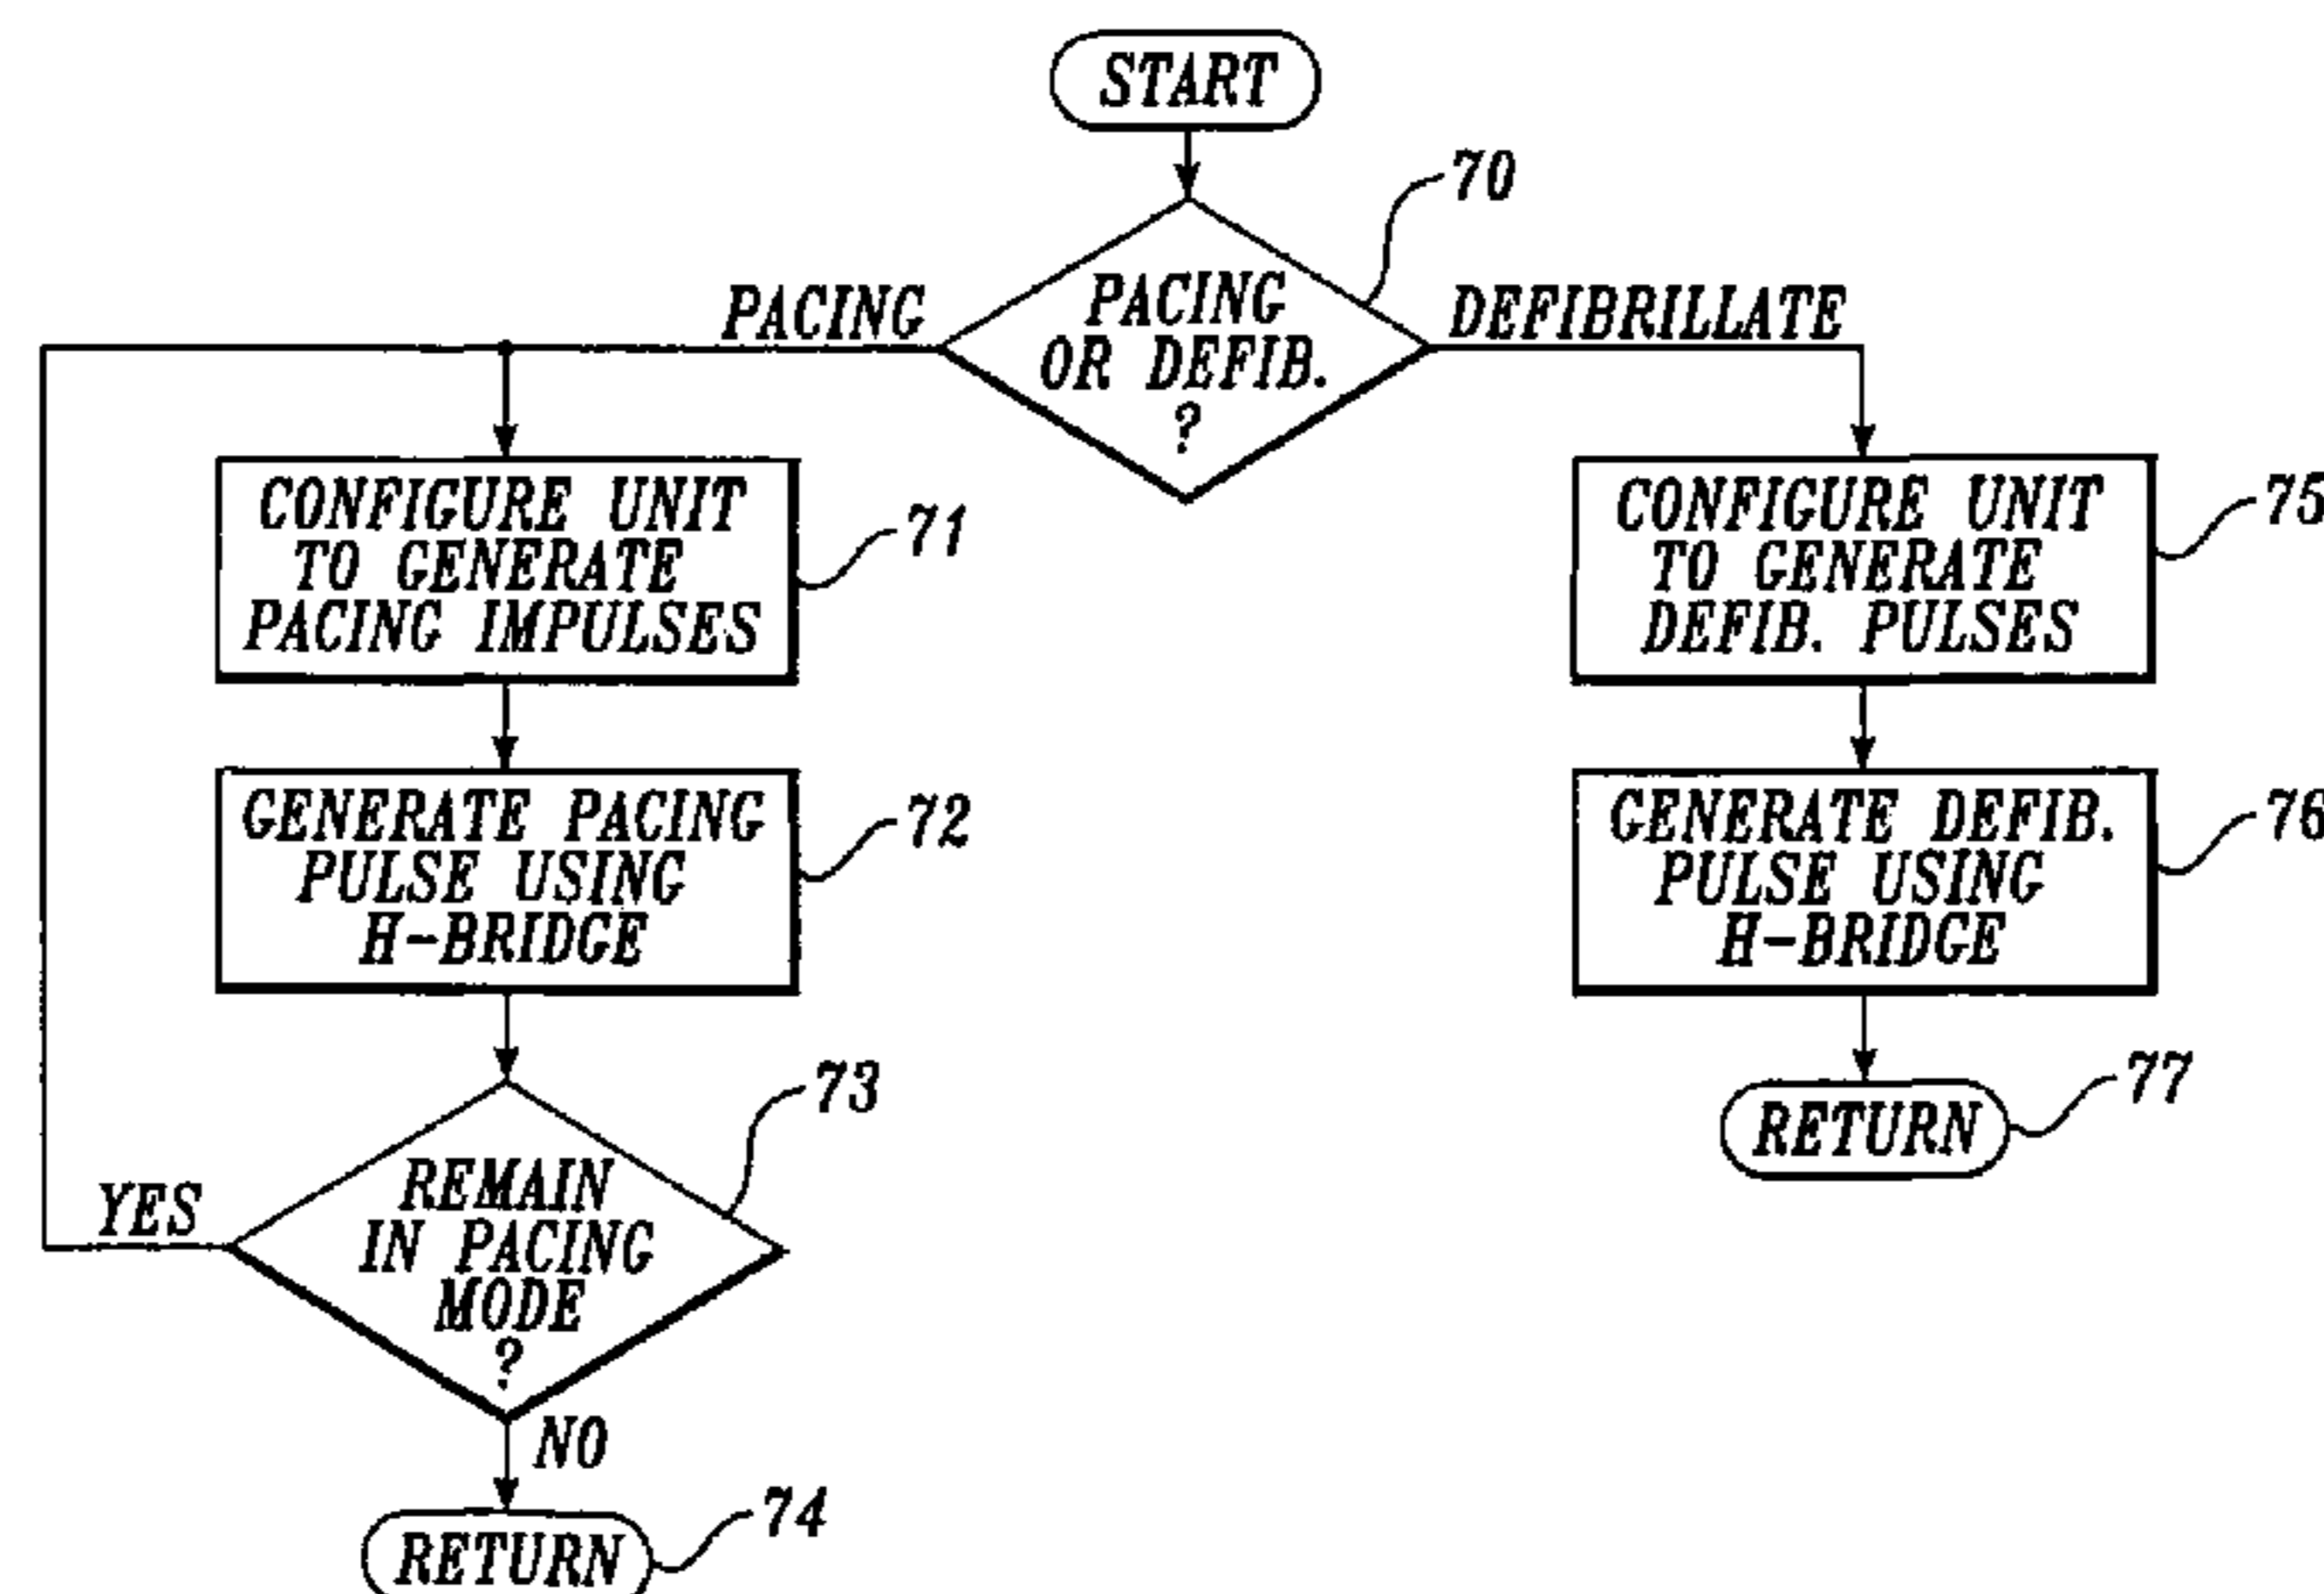 START
70
PACING
OR DEFIB.
?
PACING
DEFIBRILLATE
CONFIGURE UNIT
TO GENERATE
PACING IMPULSES
71
GENERATE PACING
PULSE USING
H-BRIDGE
72
REMAIN
IN PACING
MODE
?
73
YES
NO
RETURN
74
CONFIGURE UNIT
TO GENERATE
DEFIB. PULSES
75
GENERATE DEFIB.
PULSE USING
H-BRIDGE
76
RETURN
77